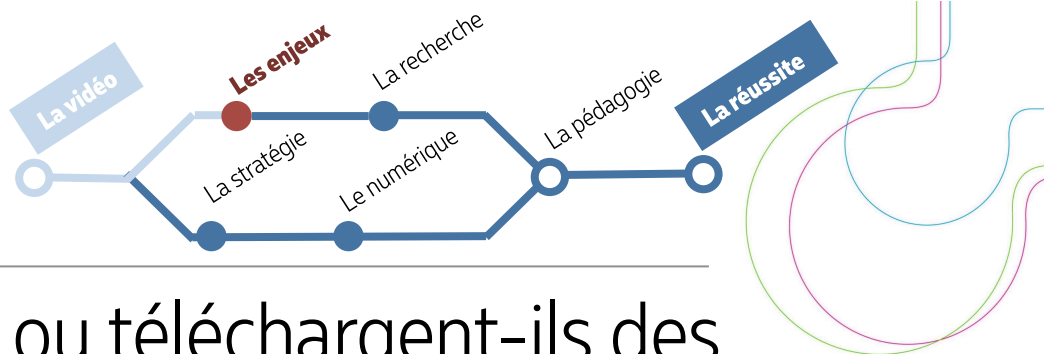 La vidéo
Les enjeux
La recherche
La stratégie
Le numérique
La pédagogie
La réussite
ou téléchargent-ils des